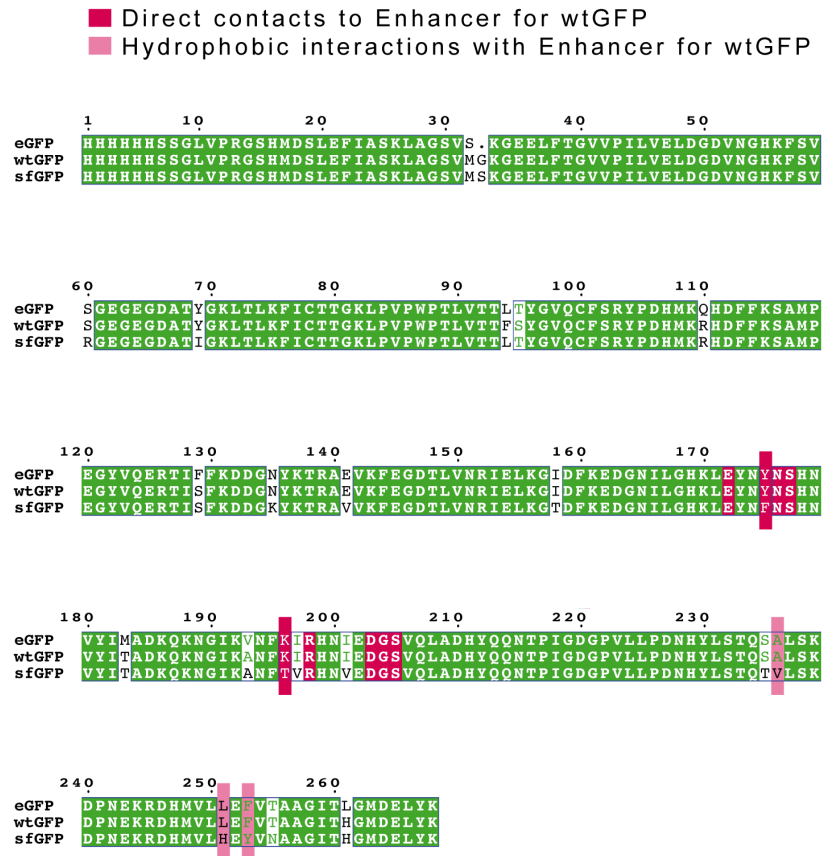 Direct contacts to Enhancer for wtGFP
Hydrophobic interactions with Enhancer for wtGFP
1 10 20 30 40 50
eGFP HHHHHHSSGLVPRGSHMDSLEFIASKLAGSVS.KGEELFTGVVPILVELDGDVNGHKFSV
wtGFP HHHHHHSSGLVPRGSHMDSLEFIASKLAGSVMGKGEELFTGVVPILVELDGDVNGHKFSV
sfGFP HHHHHHSSGLVPRGSHMDSLEFIASKLAGSVMSKGEELFTGVVPILVELDGDVNGHKFSV
60 70 80 90 100 110
eGFP SGEGEGDATYGKLTLKFICTTGKLPVPWPTLVTTLTYGVQCFSRYPDHMKQHDFFKSAMP
wtGFP SGEGEGDATYGKLTLKFICTTGKLPVPWPTLVTTFSYGVQCFSRYPDHMKRHDFFKSAMP
sfGFP RGEGEGDATIGKLTLKFICTTGKLPVPWPTLVTTLTYGVQCFSRYPDHMKRHDFFKSAMP
120 130 140 150 160 170
eGFP EGYVQERTIFFKDDGNYKTRAEVKFEGDTLVNRIELKGIDFKEDGNILGHKLEYNYNSHN
wtGFP EGYVQERTISFKDDGNYKTRAEVKFEGDTLVNRIELKGIDFKEDGNILGHKLEYNYNSHN
sfGFP EGYVQERTISFKDDGKYKTRAVVKFEGDTLVNRIELKGTDFKEDGNILGHKLEYNFNSHN
180 190 200 210 220 230
eGFP VYIMADKQKNGIKVNFKIRHNIEDGSVQLADHYQQNTPIGDGPVLLPDNHYLSTQSALSK
wtGFP VYITADKQKNGIKANFKIRHNIEDGSVQLADHYQQNTPIGDGPVLLPDNHYLSTQSALSK
sfGFP VYITADKQKNGIKANFTVRHNVEDGSVQLADHYQQNTPIGDGPVLLPDNHYLSTQTVLSK
240 250 260
eGFP DPNEKRDHMVLLEFVTAAGITLGMDELYK
wtGFP DPNEKRDHMVLLEFVTAAGITHGMDELYK
sfGFP DPNEKRDHMVLHEYVNAAGITHGMDELYK